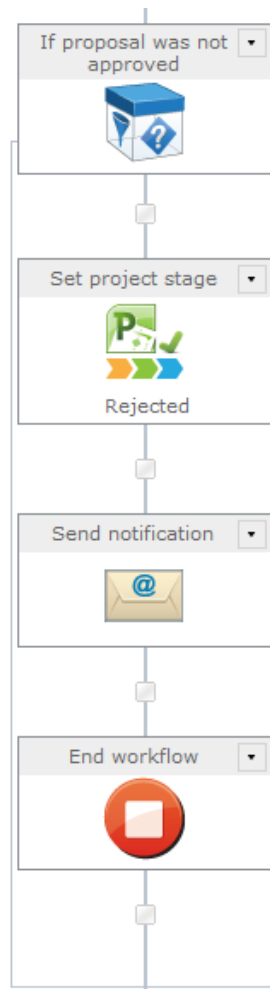 If proposal was not
approved
?
Set project stage
P
Rejected
Send notification
@
End workflow